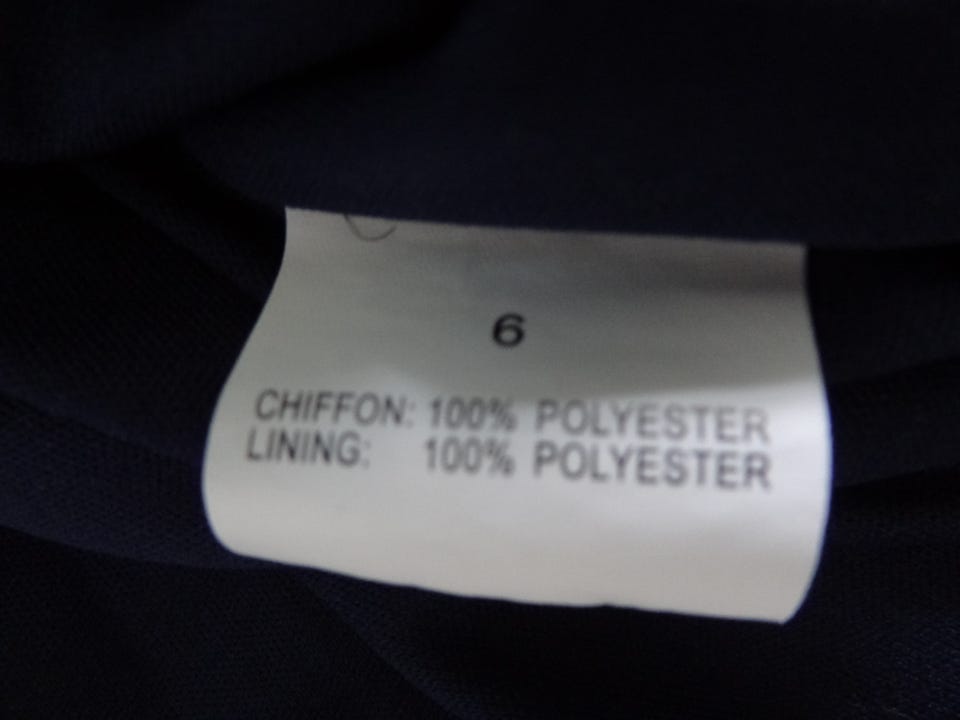 6
CHIFFON: 100% POLYESTER
LINING: 100% POLYESTER